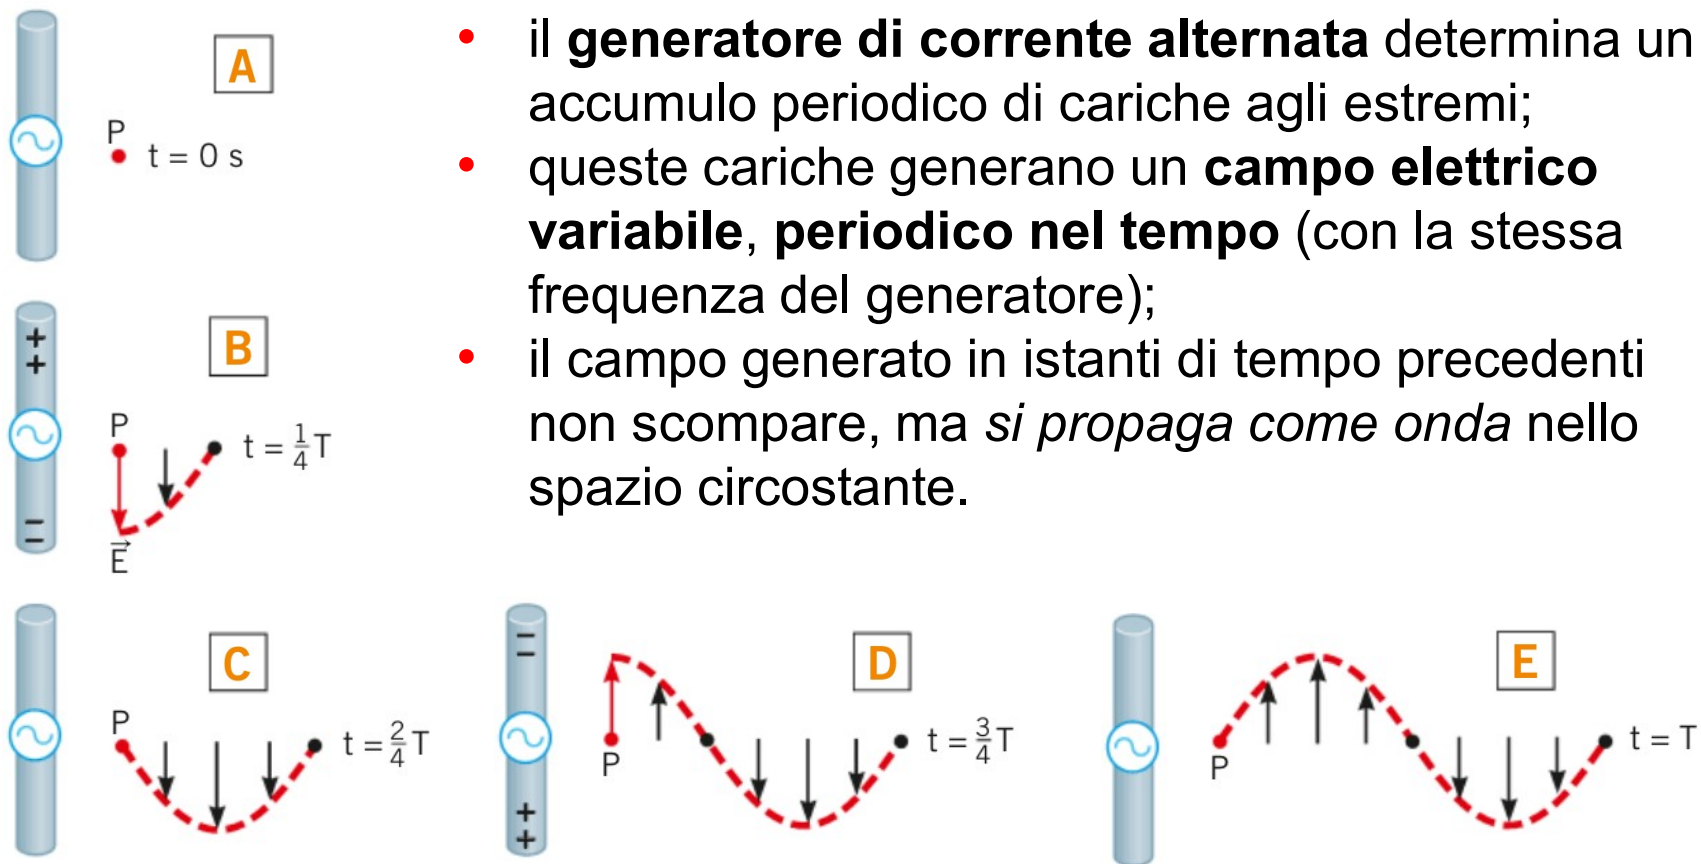 • il generatore di corrente alternata determina un
accumulo periodico di cariche agli estremi;
• queste cariche generano un campo elettrico
variabile, periodico nel tempo (con la stessa
frequenza del generatore);
• il campo generato in istanti di tempo precedenti
non scompare, ma si propaga come onda nello
spazio circostante.
A
P
t = 0 s
+
+
B
P
t = 1/4 T
−
−
E⃗
C
P
t = 2/4 T
−
−
D
P
t = 3/4 T
+
+
E
P
t = T